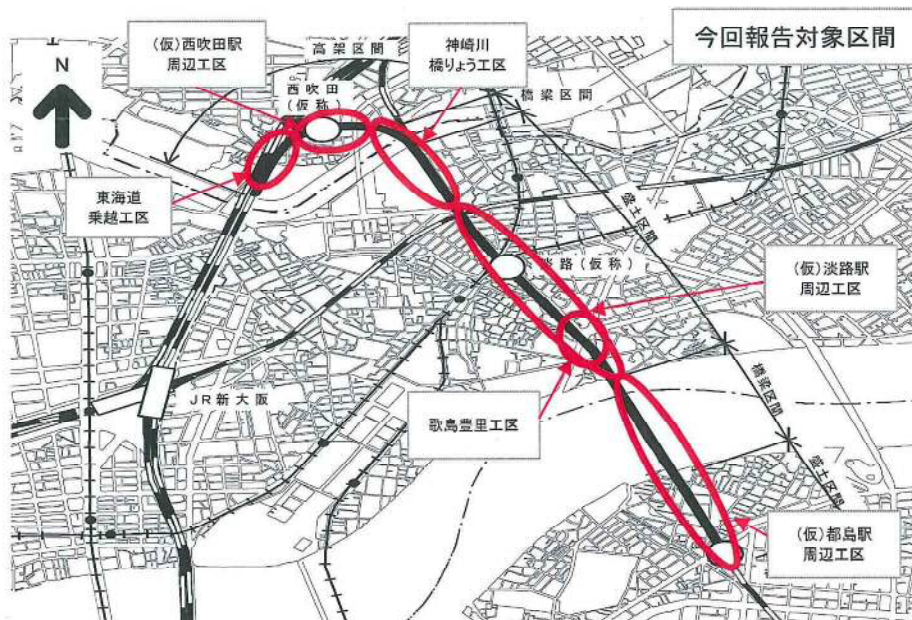 今回報告対象区間
(仮)西吹田駅
周辺工区
高架区間
神崎川
橋りょう工区
N
西吹田
(仮称)
橋梁区間
東海道
乗越工区
盛土区間
淡路(仮称)
(仮)淡路駅
周辺工区
JR新大阪
歌島豊里工区
橋梁区間
盛土区間
(仮)都島駅
周辺工区